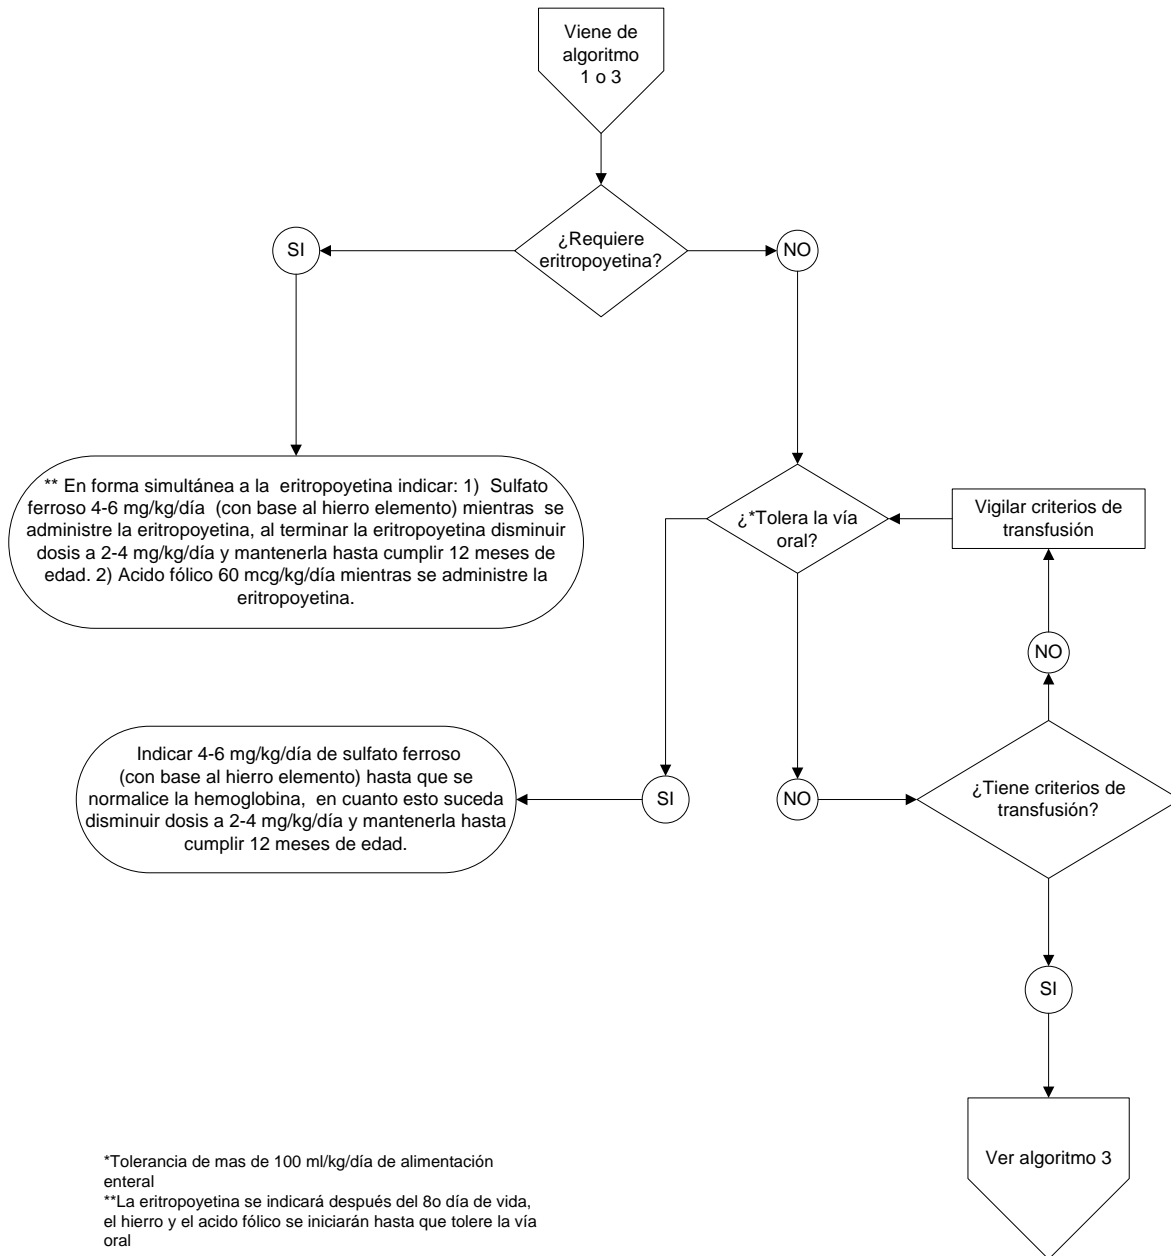 Viene de
algoritmo
1 o 3
¿Requiere
eritropoyetina?
SI
NO
** En forma simultánea a la eritropoyetina indicar: 1) Sulfato
ferroso 4-6 mg/kg/día (con base al hierro elemento) mientras se
administre la eritropoyetina, al terminar la eritropoyetina disminuir
dosis a 2-4 mg/kg/día y mantenerla hasta cumplir 12 meses de
edad. 2) Acido fólico 60 mcg/kg/día mientras se administre la
eritropoyetina.
¿*Tolera la vía
oral?
Vigilar criterios de
transfusión
NO
Indicar 4-6 mg/kg/día de sulfato ferroso
(con base al hierro elemento) hasta que se
normalice la hemoglobina, en cuanto esto suceda
disminuir dosis a 2-4 mg/kg/día y mantenerla hasta
cumplir 12 meses de edad.
SI
NO
¿Tiene criterios de
transfusión?
SI
Ver algoritmo 3
*Tolerancia de mas de 100 ml/kg/día de alimentación
enteral
**La eritropoyetina se indicará después del 8o día de vida,
el hierro y el acido fólico se iniciarán hasta que tolere la vía
oral